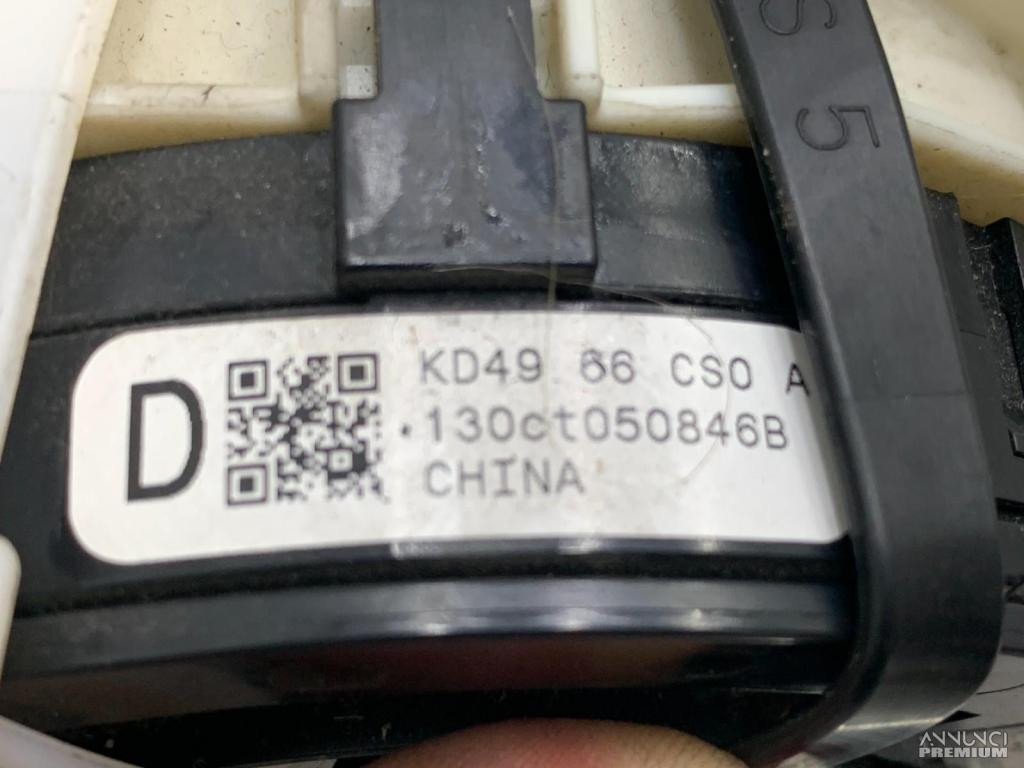 S 5
D
KD49 66 CS0 A
130ct050846B
CHINA
ANNUNCI
PREMIUM